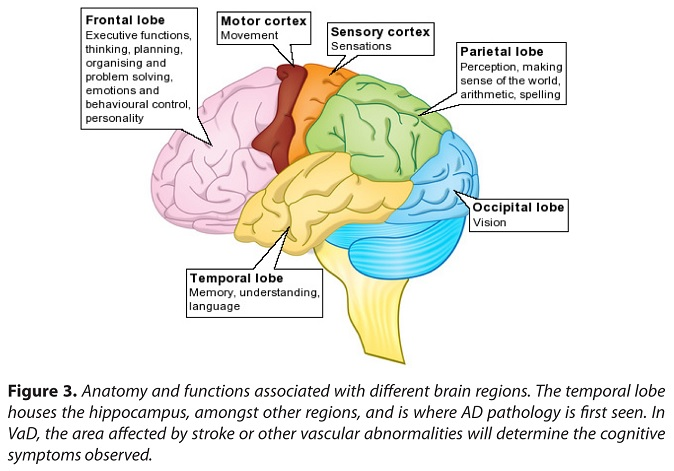 Frontal lobe
Executive functions,
thinking, planning,
organising and
problem solving,
emotions and
behavioural control,
personality
Motor cortex
Movement
Sensory cortex
Sensations
Parietal lobe
Perception, making
sense of the world,
arithmetic, spelling
Occipital lobe
Vision
Temporal lobe
Memory, understanding,
language
Figure 3. Anatomy and functions associated with different brain regions. The temporal lobe
houses the hippocampus, amongst other regions, and is where AD pathology is first seen. In
VaD, the area affected by stroke or other vascular abnormalities will determine the cognitive
symptoms observed.